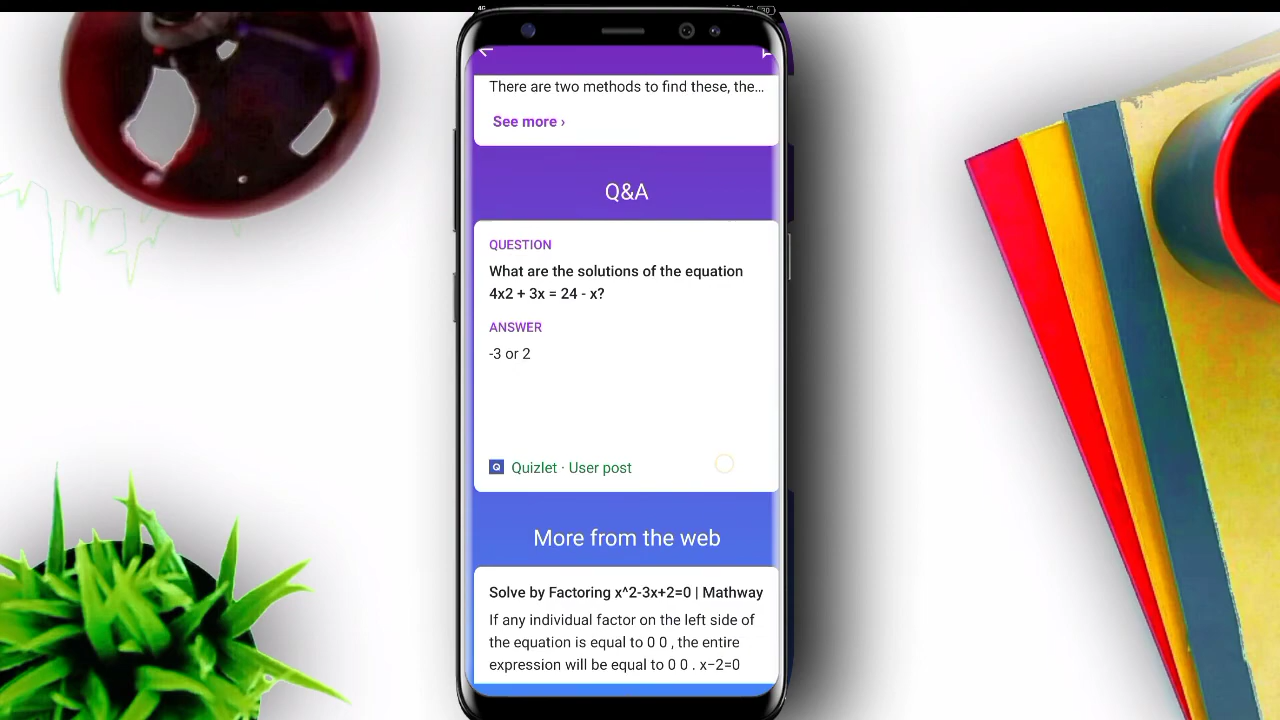 4G
There are two methods to find these, the...
See more ›
Q&A
QUESTION
What are the solutions of the equation
4x2 + 3x = 24 - x?
ANSWER
-3 or 2
Q Quizlet · User post
More from the web
Solve by Factoring x^2-3x+2=0 | Mathway
If any individual factor on the left side of
the equation is equal to 0 0 , the entire
expression will be equal to 0 0 . x−2=0